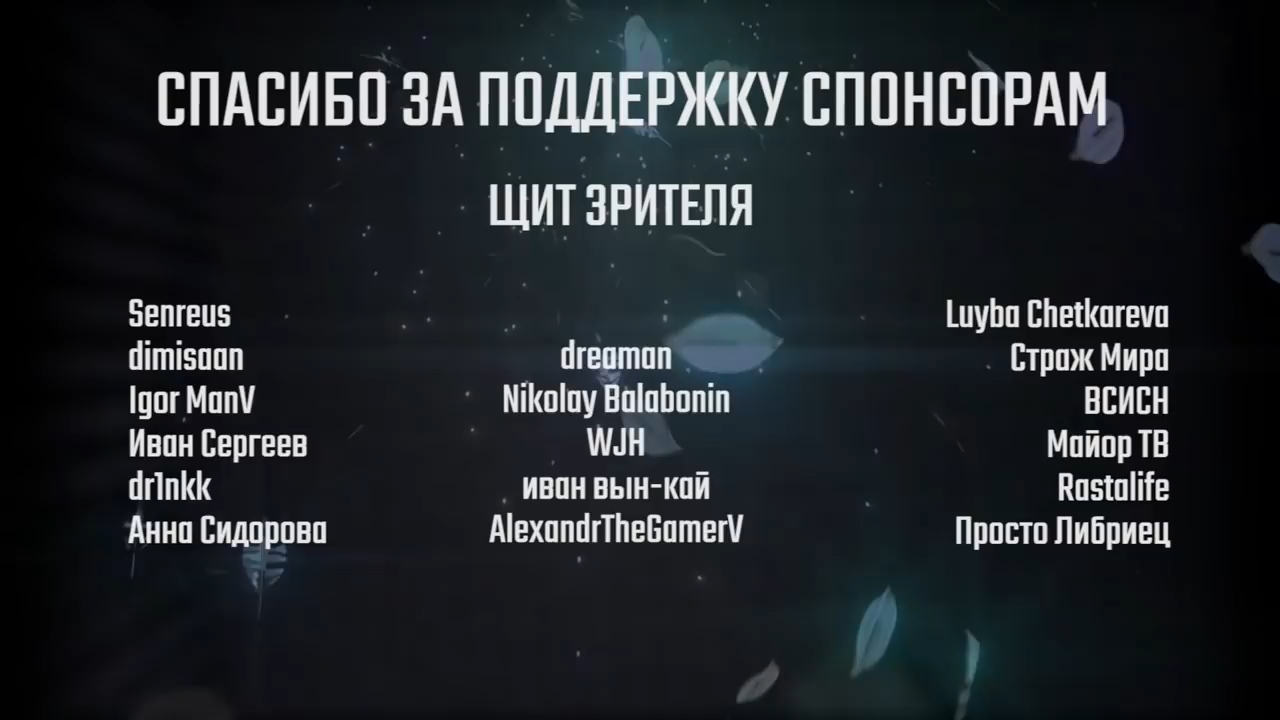 СПАСИБО ЗА ПОДДЕРЖКУ СПОНСОРАМ
ЩИТ ЗРИТЕЛЯ
Senreus
dimisaan
Igor ManV
Иван Сергеев
dr1nkk
Анна Сидорова
dreaman
Nikolay Balabonin
WJH
иван вын-кай
AlexandrTheGamerV
Luyba Chetkareva
Страж Мира
ВСИСН
Майор ТВ
Rastalife
Просто Либриец